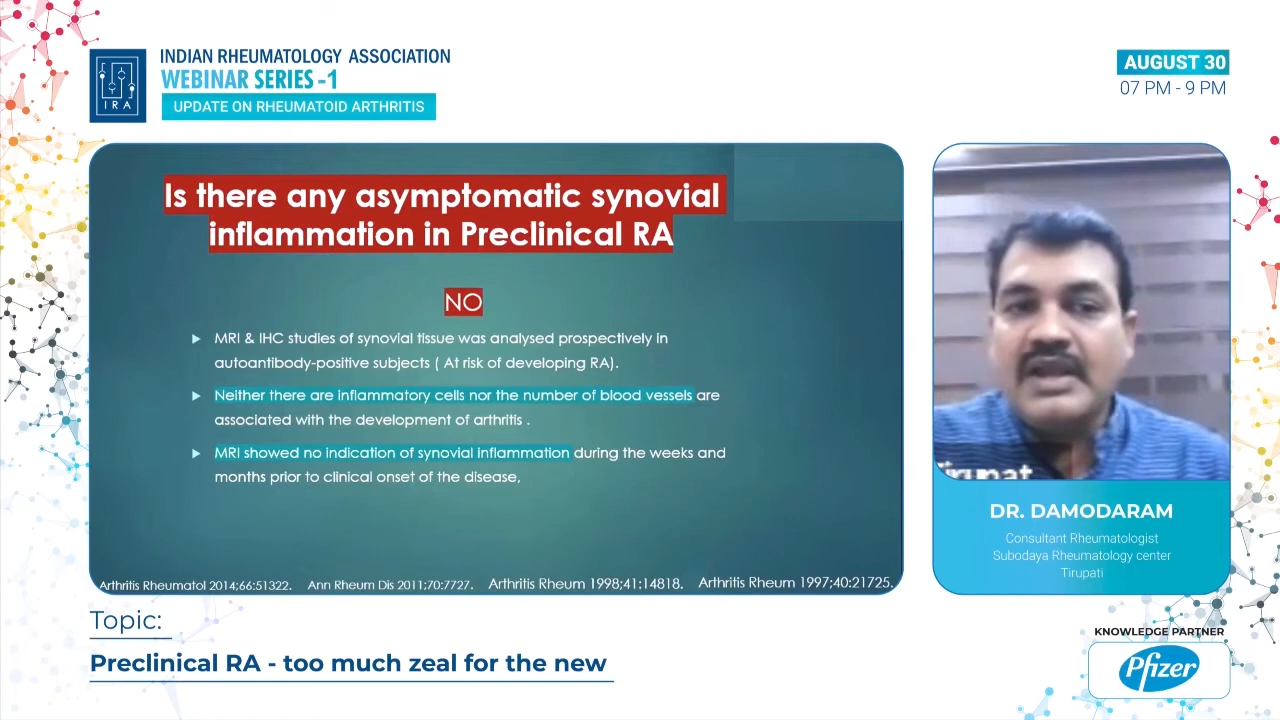 INDIAN RHEUMATOLOGY ASSOCIATION
WEBINAR SERIES -1
UPDATE ON RHEUMATOID ARTHRITIS
IRA
AUGUST 30
07 PM - 9 PM
Is there any asymptomatic synovial
inflammation in Preclinical RA
NO
MRI & IHC studies of synovial tissue was analysed prospectively in
autoantibody-positive subjects ( At risk of developing RA).
Neither there are inflammatory cells nor the number of blood vessels are
associated with the development of arthritis .
MRI showed no indication of synovial inflammation during the weeks and
months prior to clinical onset of the disease,
Arthritis Rheumatol 2014;66:51322. Ann Rheum Dis 2011;70:7727. Arthritis Rheum 1998;41:14818. Arthritis Rheum 1997;40:21725.
Tirupat
DR. DAMODARAM
Consultant Rheumatologist
Subodaya Rheumatology center
Tirupati
Topic:
Preclinical RA - too much zeal for the new
KNOWLEDGE PARTNER
Pfizer